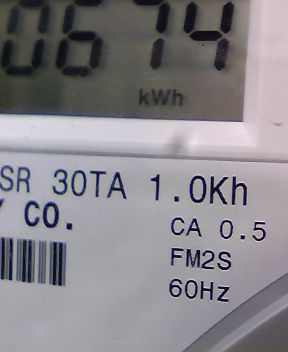 0674
kWh
SR 30TA 1.0Kh
Y CO.
CA 0.5
FM2S
60Hz